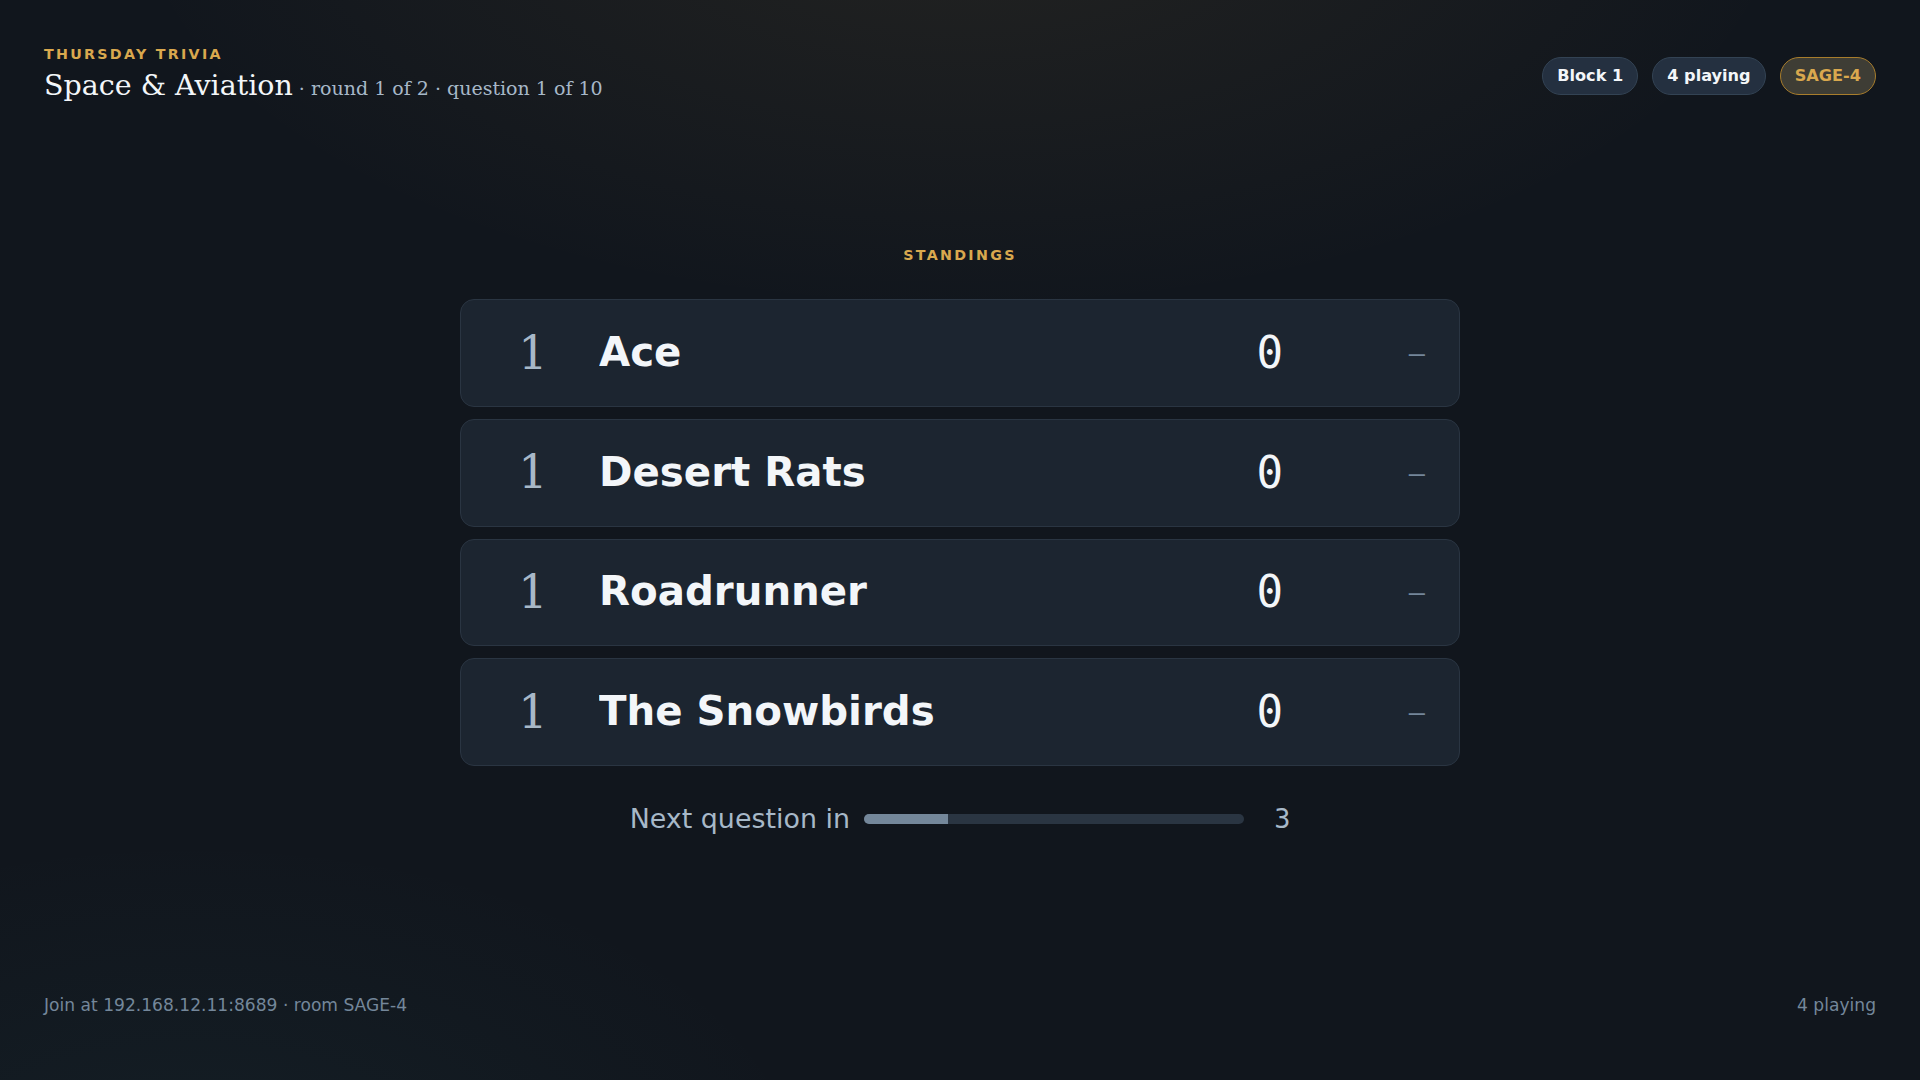 THURSDAY TRIVIA
Space & Aviation · round 1 of 2 · question 1 of 10
Block 1
4 playing
SAGE-4
STANDINGS
1 Ace 0 –
1 Desert Rats 0 –
1 Roadrunner 0 –
1 The Snowbirds 0 –
Next question in 3
Join at 192.168.12.11:8689 · room SAGE-4
4 playing